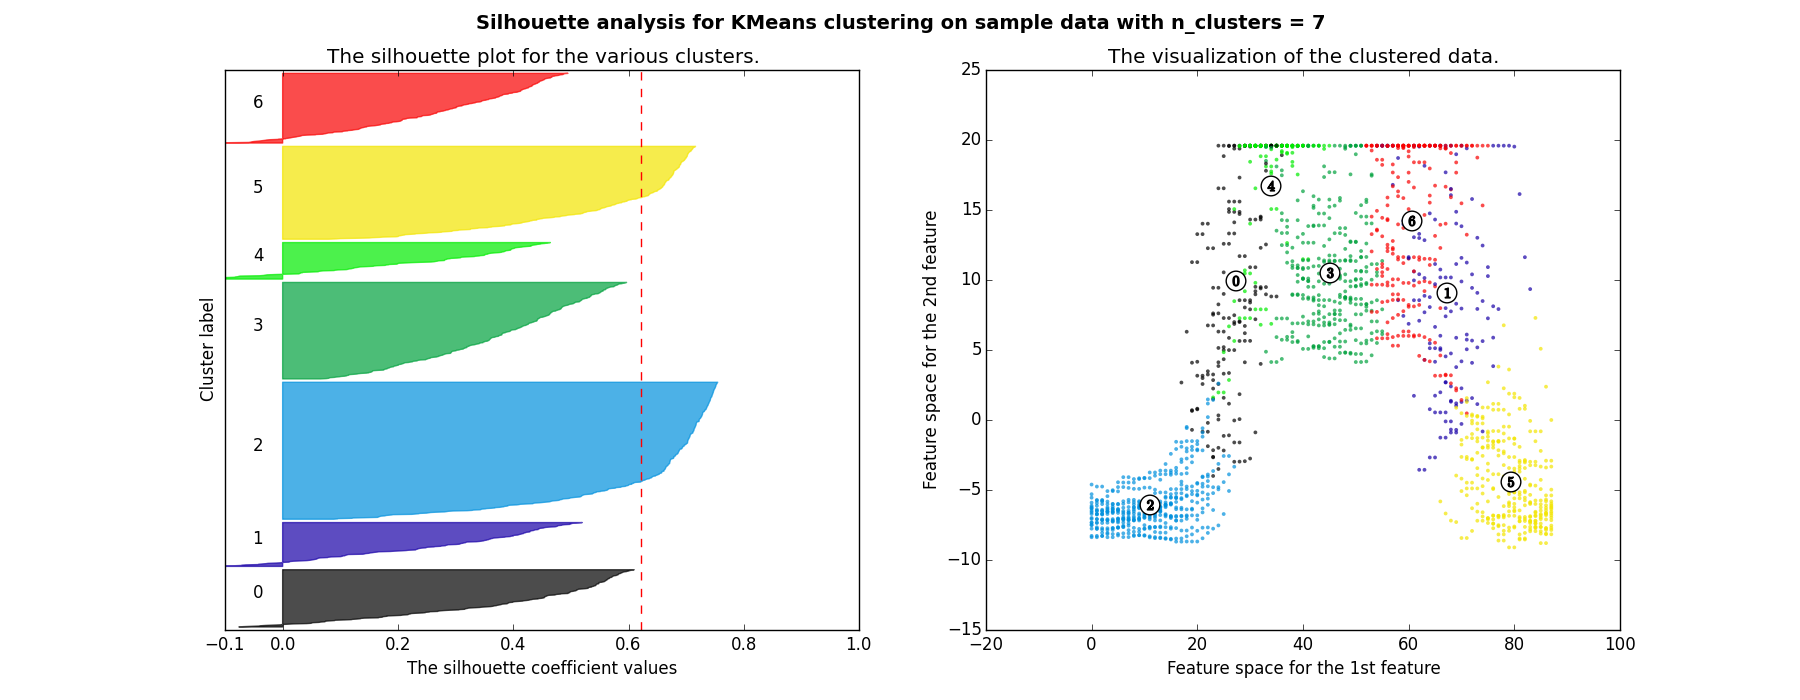 Silhouette analysis for KMeans clustering on sample data with n_clusters = 7
The silhouette plot for the various clusters.
Cluster label
6
5
4
3
2
1
0
−0.1 0.0 0.2 0.4 0.6 0.8 1.0
The silhouette coefficient values
The visualization of the clustered data.
Feature space for the 2nd feature
25
20
15
10
5
0
−5
−10
−15
4
6
3
0
1
5
2
−20 0 20 40 60 80 100
Feature space for the 1st feature